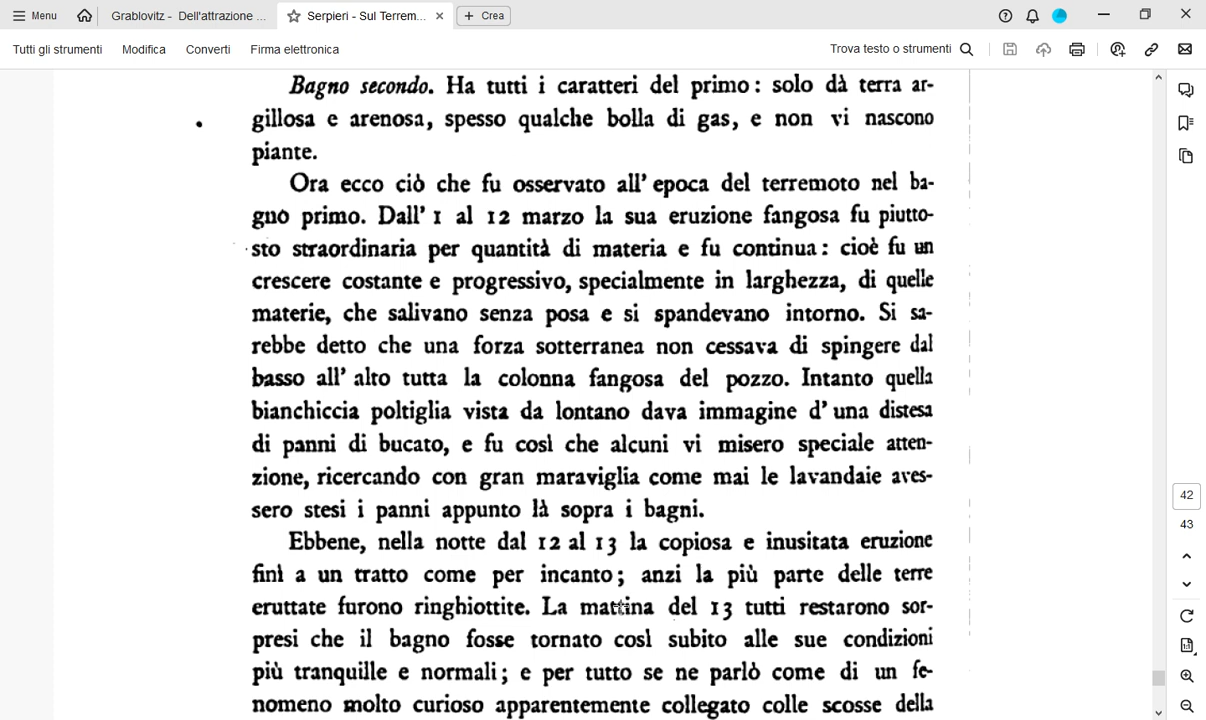 Menu
Grablovitz - Dell'attrazione ...
Serpieri - Sul Terrem...
Crea
Tutti gli strumenti
Modifica
Converti
Firma elettronica
Trova testo o strumenti
Bagno secondo. Ha tutti i caratteri del primo: solo dà terra ar-
gillosa e arenosa, spesso qualche bolla di gas, e non vi nascono
piante.
Ora ecco ciò che fu osservato all' epoca del terremoto nel ba-
gno primo. Dall' 1 al 12 marzo la sua eruzione fangosa fu piutto-
sto straordinaria per quantità di materia e fu continua: cioè fu un
crescere costante e progressivo, specialmente in larghezza, di quelle
materie, che salivano senza posa e si spandevano intorno. Si sa-
rebbe detto che una forza sotterranea non cessava di spingere dal
basso all' alto tutta la colonna fangosa del pozzo. Intanto quella
bianchiccia poltiglia vista da lontano dava immagine d' una distesa
di panni di bucato, e fu così che alcuni vi misero speciale atten-
zione, ricercando con gran maraviglia come mai le lavandaie aves-
sero stesi i panni appunto là sopra i bagni.
Ebbene, nella notte dal 12 al 13 la copiosa e inusitata eruzione
finì a un tratto come per incanto; anzi la più parte delle terre
eruttate furono ringhiottite. La mattina del 13 tutti restarono sor-
presi che il bagno fosse tornato così subito alle sue condizioni
più tranquille e normali; e per tutto se ne parlò come di un fe-
nomeno molto curioso apparentemente collegato colle scosse della
42
43